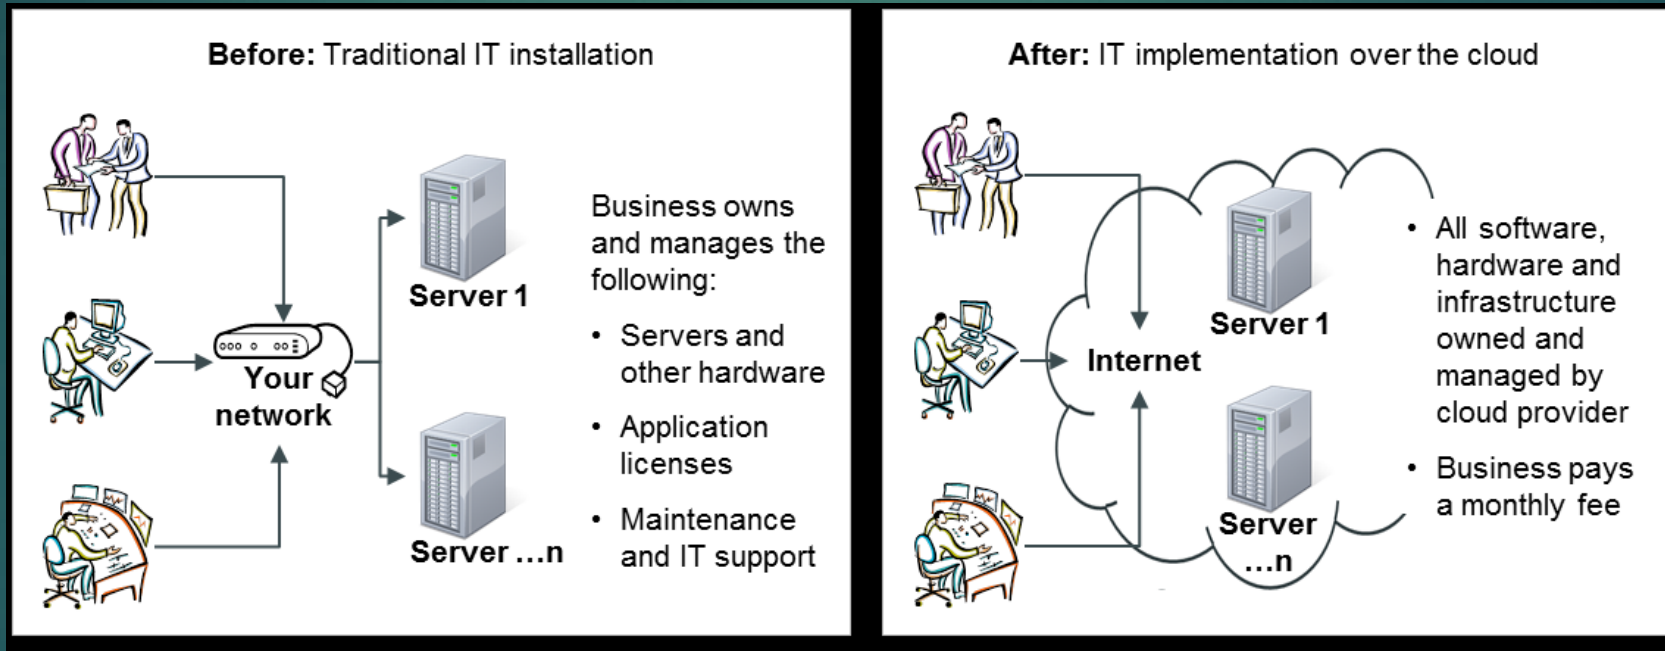 Before: Traditional IT installation
Your
network
Server 1
Server ...n
Business owns
and manages the
following:
• Servers and
other hardware
• Application
licenses
• Maintenance
and IT support
After: IT implementation over the cloud
Internet
Server 1
Server
...n
• All software,
hardware and
infrastructure
owned and
managed by
cloud provider
• Business pays
a monthly fee